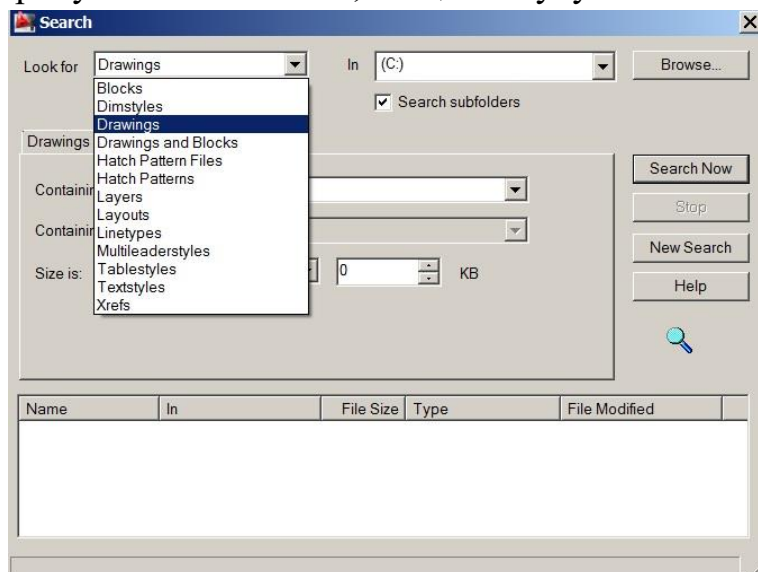 Search
Look for Drawings In (C:) Browse...
Search subfolders
Blocks
Dimstyles
Drawings
Drawings and Blocks
Hatch Pattern Files
Hatch Patterns
Layers
Layouts
Linetypes
Multileaderstyles
Tablestyles
Textstyles
Xrefs
Drawings
Search Now
Stop
New Search
Size is: 0 KB
Help
Name In File Size Type File Modified